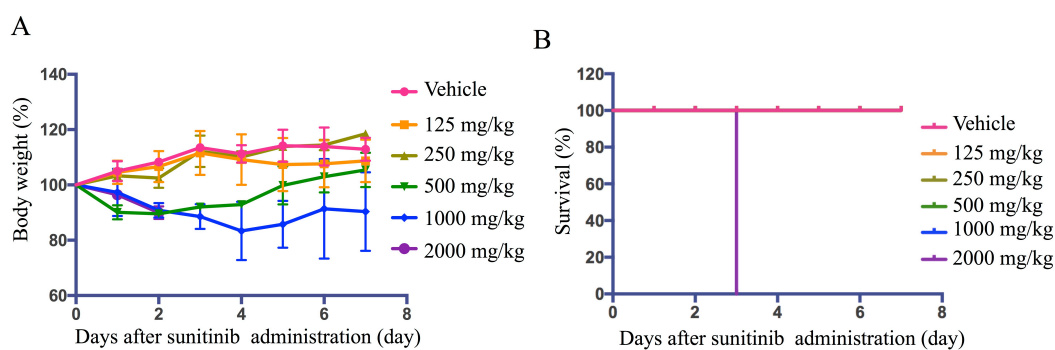 A
Body weight (%)
140
120
100
80
60
0
2
4
6
8
Days after sunitinib administration (day)
Vehicle
125 mg/kg
250 mg/kg
500 mg/kg
1000 mg/kg
2000 mg/kg
B
Survival (%)
120
100
80
60
40
20
0
0
2
4
6
8
Days after sunitinib administration (day)
Vehicle
125 mg/kg
250 mg/kg
500 mg/kg
1000 mg/kg
2000 mg/kg